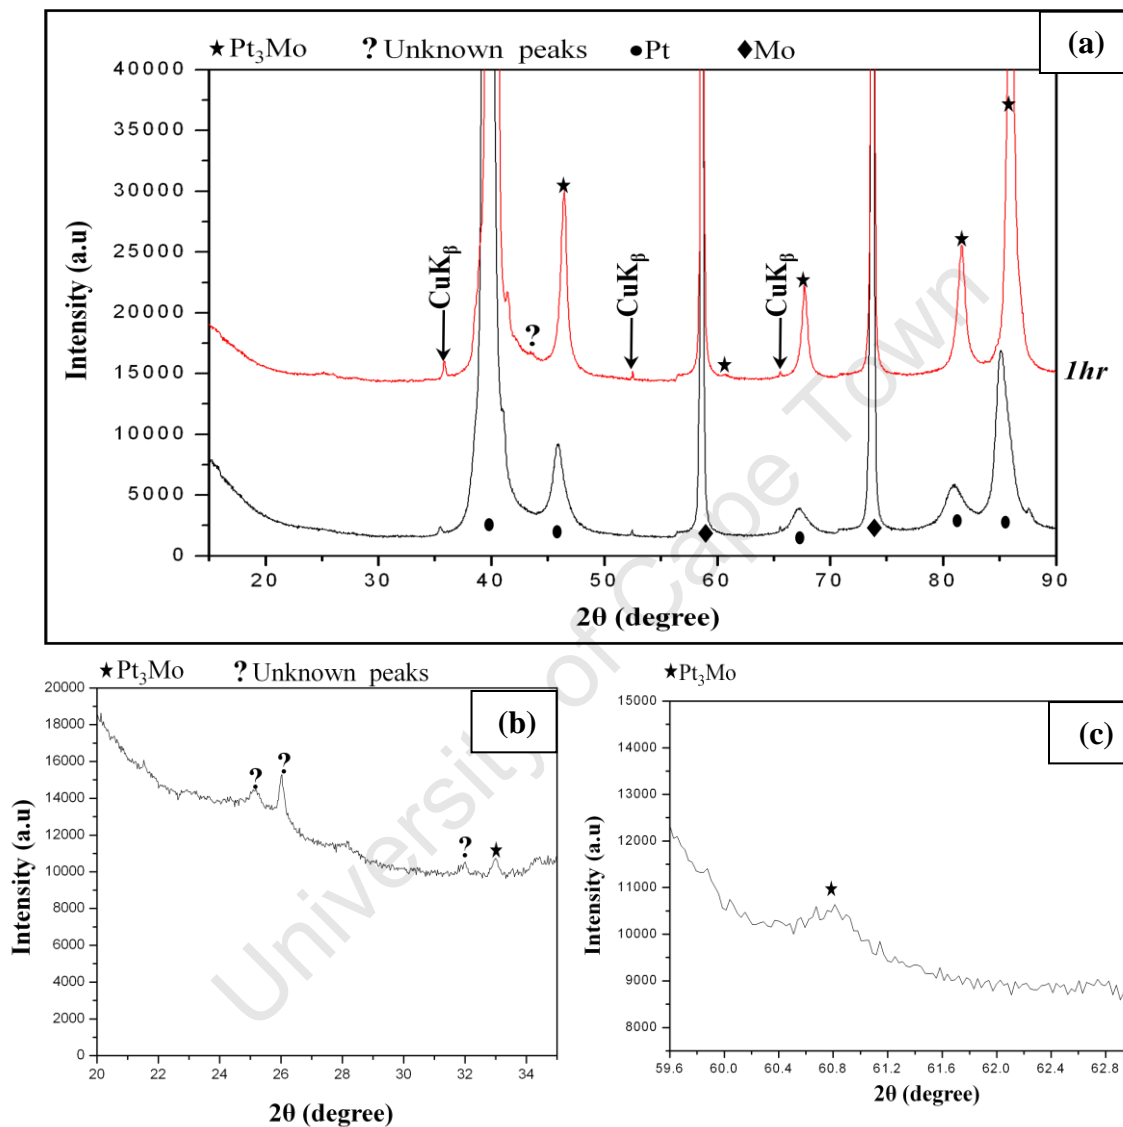 ★Pt₃Mo ?Unknown peaks ●Pt ◆Mo (a)
40000
35000
30000
25000
20000
15000
10000
5000
0
Intensity (a.u)
CuKβ
CuKβ
CuKβ
?
1hr
20 30 40 50 60 70 80 90
2θ (degree)
★Pt₃Mo ?Unknown peaks
(b)
20000
18000
16000
14000
12000
10000
8000
6000
4000
2000
0
Intensity (a.u)
? ? ?
20 22 24 26 28 30 32 34
2θ (degree)
★Pt₃Mo
(c)
15000
14000
13000
12000
11000
10000
9000
8000
Intensity (a.u)
59.6 60.0 60.4 60.8 61.2 61.6 62.0 62.4 62.8
2θ (degree)
University of Cape Town